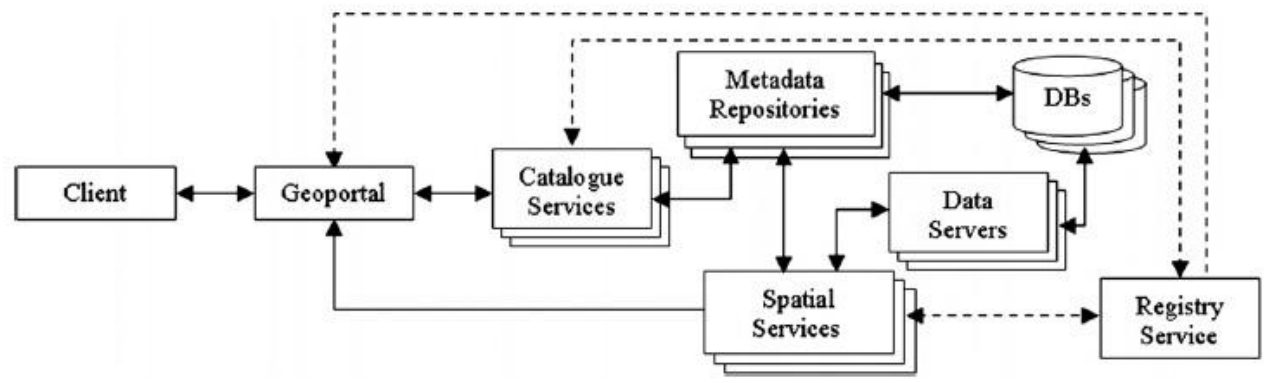 Metadata
Repositories
DBs
Client
Geoportal
Catalogue
Services
Data
Servers
Spatial
Services
Registry
Service